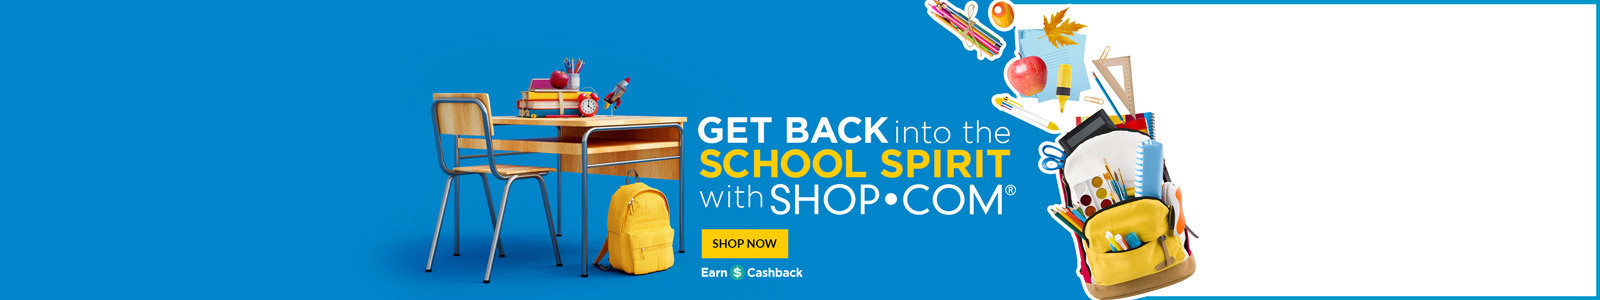 GET BACK into the
SCHOOL SPIRIT
with SHOP•COM®
SHOP NOW
Earn $ Cashback